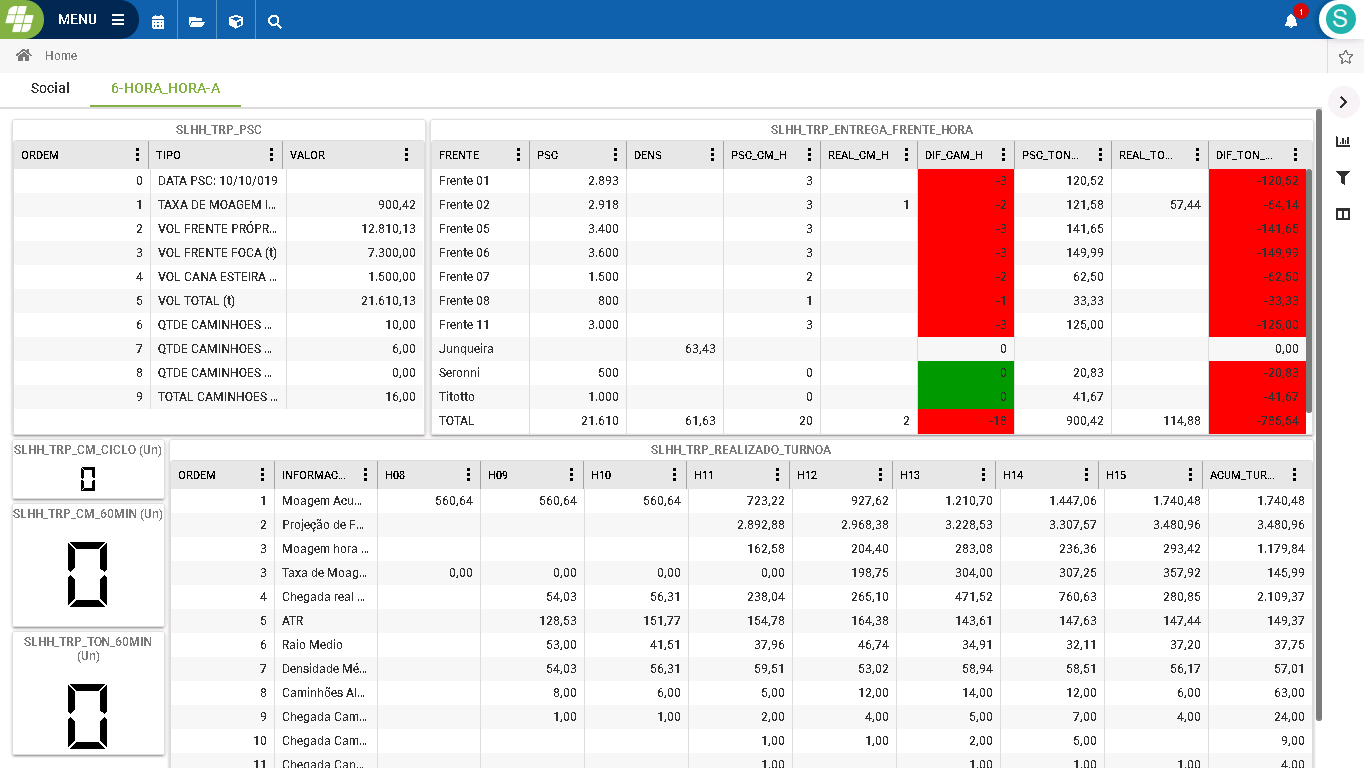 MENU
1
S
Home
Social 6-HORA_HORA-A
SLHH_TRP_PSC
ORDEM TIPO VALOR
0 DATA PSC: 10/10/019
1 TAXA DE MOAGEM I... 900,42
2 VOL FRENTE PRÓPR... 12.810,13
3 VOL FRENTE FOCA (t) 7.300,00
4 VOL CANA ESTEIRA ... 1.500,00
5 VOL TOTAL (t) 21.610,13
6 QTDE CAMINHOES ... 10,00
7 QTDE CAMINHOES ... 6,00
8 QTDE CAMINHOES ... 0,00
9 TOTAL CAMINHOES ... 16,00
SLHH_TRP_ENTREGA_FRENTE_HORA
FRENTE PSC DENS PSC_CM_H REAL_CM_H DIF_CAM_H PSC_TON... REAL_TO... DIF_TON_...
Frente 01 2.893 3 -3 120,52 -120,52
Frente 02 2.918 3 1 -2 121,58 57,44 -64,14
Frente 05 3.400 3 -3 141,65 -141,65
Frente 06 3.600 3 -3 149,99 -149,99
Frente 07 1.500 2 -2 62,50 -62,50
Frente 08 800 1 -1 33,33 -33,33
Frente 11 3.000 3 -3 125,00 -125,00
Junqueira 63,43 0 0,00
Seronni 500 0 0 20,83 -20,83
Titotto 1.000 0 0 41,67 -41,67
TOTAL 21.610 61,63 20 2 -18 900,42 114,88 -785,54
SLHH_TRP_CM_CICLO (Un)
0
SLHH_TRP_CM_60MIN (Un)
0
SLHH_TRP_TON_60MIN
(Un)
0
SLHH_TRP_REALIZADO_TURNOA
ORDEM INFORMAC... H08 H09 H10 H11 H12 H13 H14 H15 ACUM_TUR...
1 Moagem Acu... 560,64 560,64 560,64 723,22 927,62 1.210,70 1.447,06 1.740,48 1.740,48
2 Projeção de F... 2.892,88 2.968,38 3.228,53 3.307,57 3.480,96 3.480,96
3 Moagem hora ... 162,58 204,40 283,08 236,36 293,42 1.179,84
3 Taxa de Moag... 0,00 0,00 0,00 0,00 198,75 304,00 307,25 357,92 145,99
4 Chegada real ... 54,03 56,31 238,04 265,10 471,52 760,63 280,85 2.109,37
5 ATR 128,53 151,77 154,78 164,38 143,61 147,63 147,44 149,37
6 Raio Medio 53,00 41,51 37,96 46,74 34,91 32,11 37,20 37,75
7 Densidade Mé... 54,03 56,31 59,51 53,02 58,94 58,51 56,17 57,01
8 Caminhões Al... 8,00 6,00 5,00 12,00 14,00 12,00 6,00 63,00
9 Chegada Cam... 1,00 1,00 2,00 4,00 5,00 7,00 4,00 24,00
10 Chegada Cam... 1,00 1,00 2,00 5,00 9,00
11 Chegada Can... 1,00 1,00 1,00 1,00 4,00